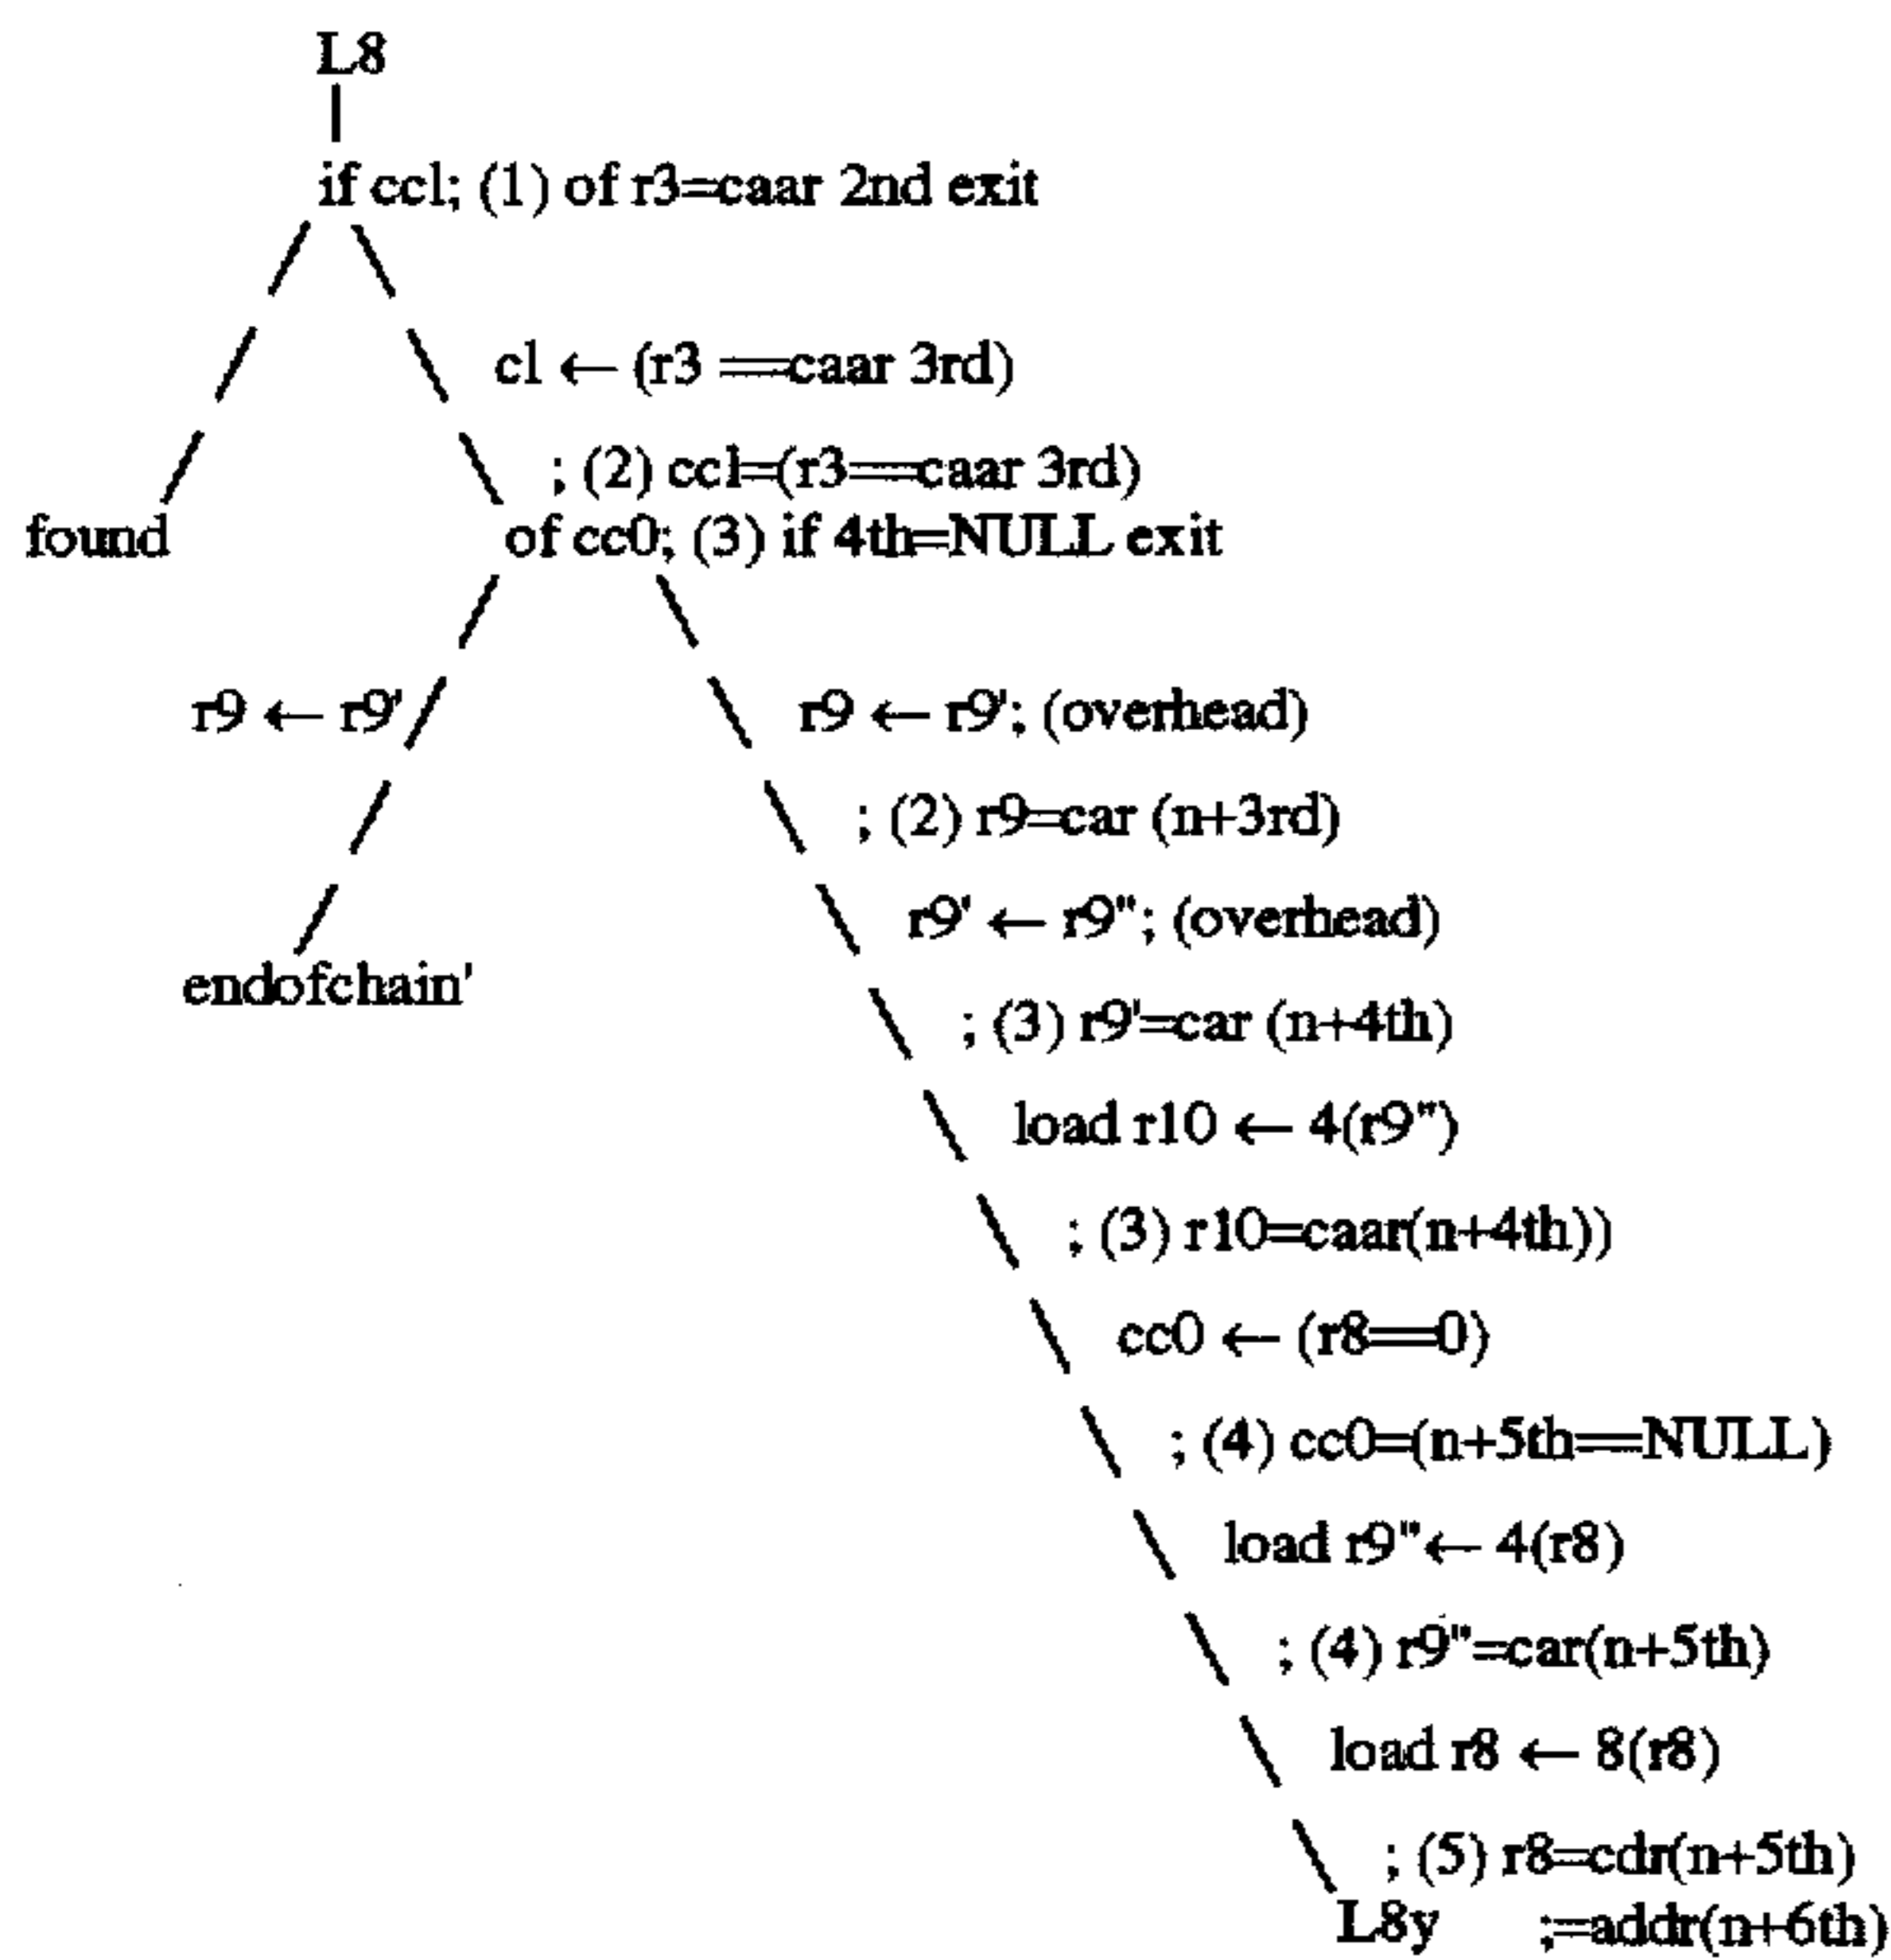 L8
if ccl; (1) of r3=caar 2nd exit
cl ← (r3 ==caar 3rd)
; (2) ccl=(r3==caar 3rd)
found
of cc0; (3) if 4th=NULL exit
r9 ← r9'
r9 ← r9'; (overhead)
; (2) r9=car (n+3rd)
r9' ← r9"; (overhead)
endofchain'
; (3) r9'=car (n+4th)
load r10 ← 4(r9")
; (3) r10=caar(n+4th))
cc0 ← (r8==0)
; (4) cc0=(n+5th==NULL)
load r9"← 4(r8)
; (4) r9"=car(n+5th)
load r8 ← 8(r8)
; (5) r8=cdr(n+5th)
L8y ;=addr(n+6th)